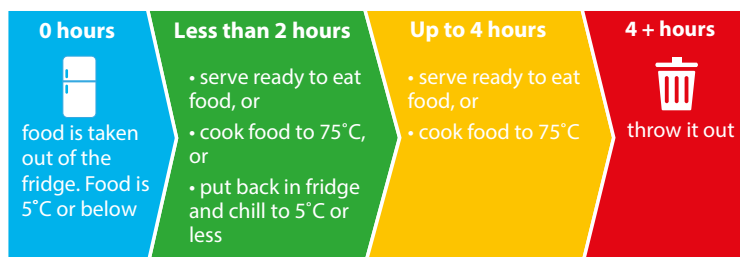 0 hours
food is taken
out of the
fridge. Food is
5˚C or below
Less than 2 hours
• serve ready to eat
food, or
• cook food to 75˚C,
or
• put back in fridge
and chill to 5˚C or
less
Up to 4 hours
• serve ready to eat
food, or
• cook food to 75˚C
4 + hours
throw it out